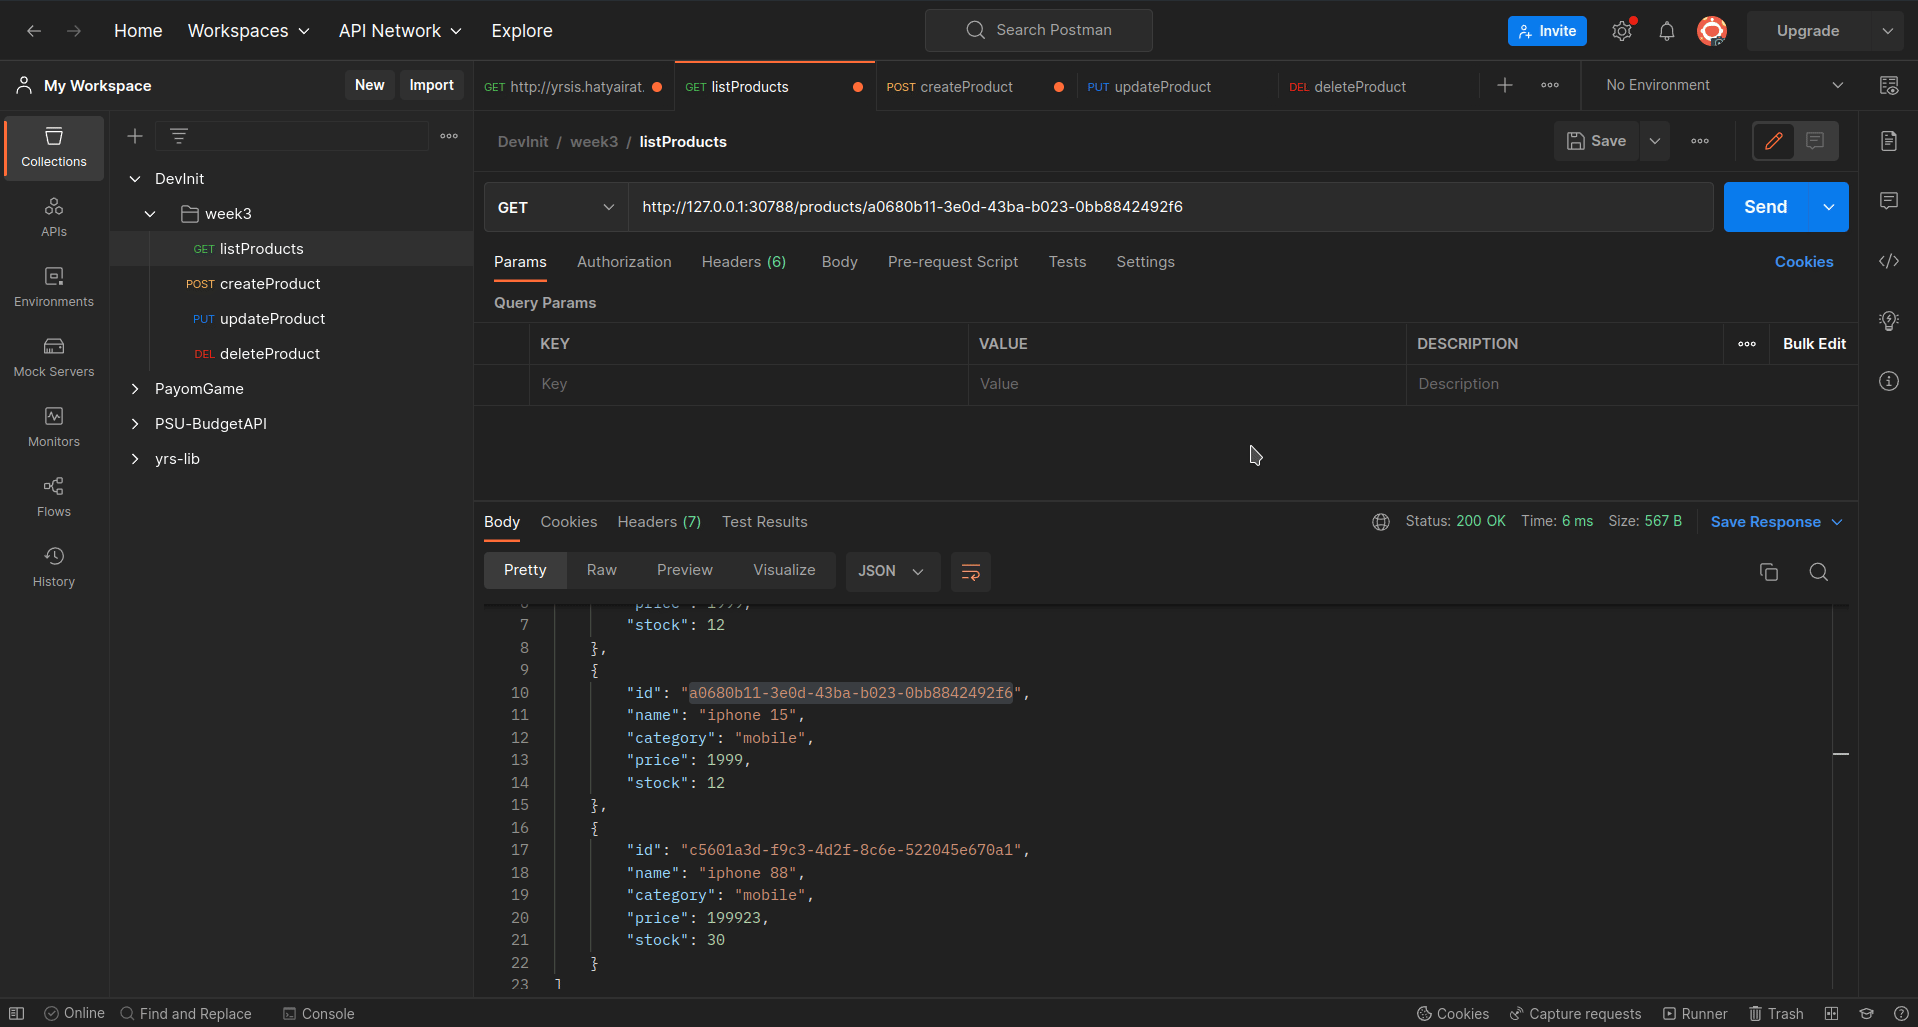 Home Workspaces API Network Explore Search Postman Invite Upgrade
My Workspace New Import
GET http://yrsis.hatyairat. GET listProducts POST createProduct PUT updateProduct DEL deleteProduct No Environment
Collections
APIs
Environments
Mock Servers
Monitors
Flows
History
DevInit
week3
GET listProducts
POST createProduct
PUT updateProduct
DEL deleteProduct
PayomGame
PSU-BudgetAPI
yrs-lib
DevInit / week3 / listProducts Save
GET http://127.0.0.1:30788/products/a0680b11-3e0d-43ba-b023-0bb8842492f6 Send
Params Authorization Headers (6) Body Pre-request Script Tests Settings Cookies
Query Params
KEY VALUE DESCRIPTION Bulk Edit
Key Value Description
Body Cookies Headers (7) Test Results Status: 200 OK Time: 6 ms Size: 567 B Save Response
Pretty Raw Preview Visualize JSON
6 "price": 1999,
7 "stock": 12
8 },
9 {
10 "id": "a0680b11-3e0d-43ba-b023-0bb8842492f6",
11 "name": "iphone 15",
12 "category": "mobile",
13 "price": 1999,
14 "stock": 12
15 },
16 {
17 "id": "c5601a3d-f9c3-4d2f-8c6e-522045e670a1",
18 "name": "iphone 88",
19 "category": "mobile",
20 "price": 199923,
21 "stock": 30
22 }
23 ]
Online Find and Replace Console Cookies Capture requests Runner Trash